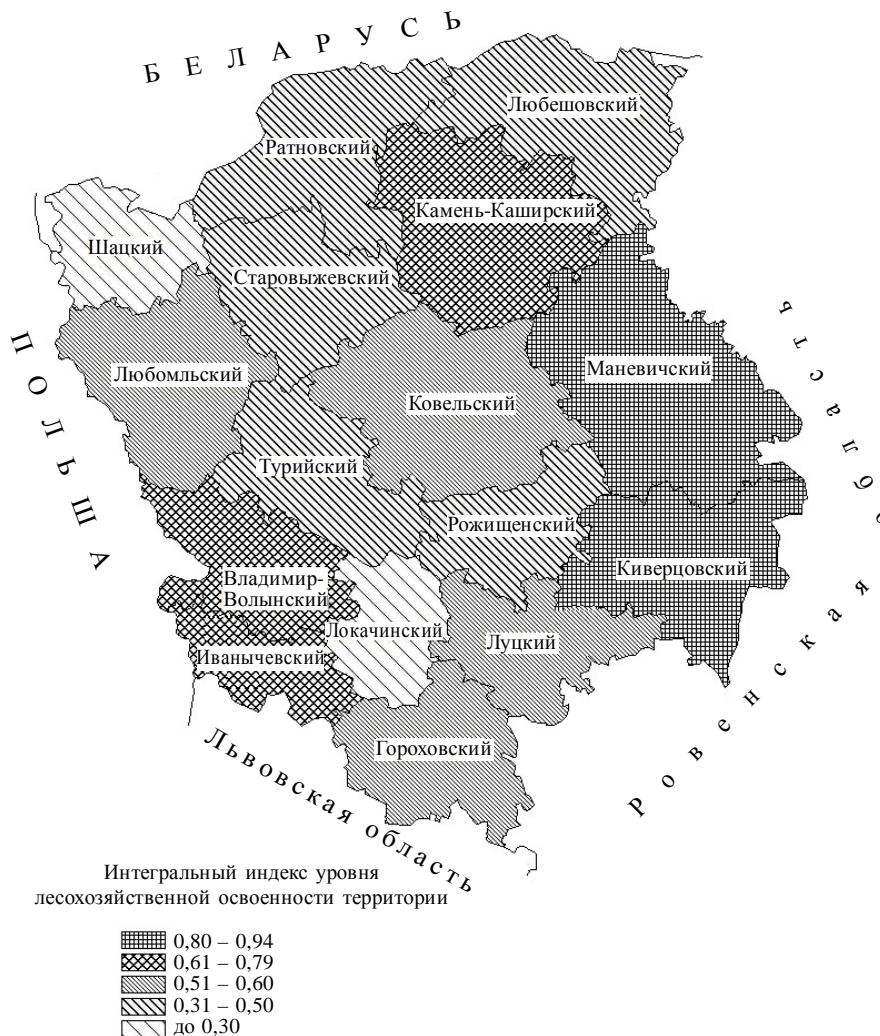 БЕЛАРУСЬ
Любешовский
Ратновский
Камень-Каширский
Шацкий
Старовыжевский
ПОЛЬША
Любомльский
Маневичский
Ковельский
Турийский
Рожищенский
Киверцовский
Владимир-
Волынский
Локачинский
Луцкий
Иванычевский
Гороховский
Ровенская область
Львовская область
Интегральный индекс уровня
лесохозяйственной освоенности территории
0,80 – 0,94
0,61 – 0,79
0,51 – 0,60
0,31 – 0,50
до 0,30